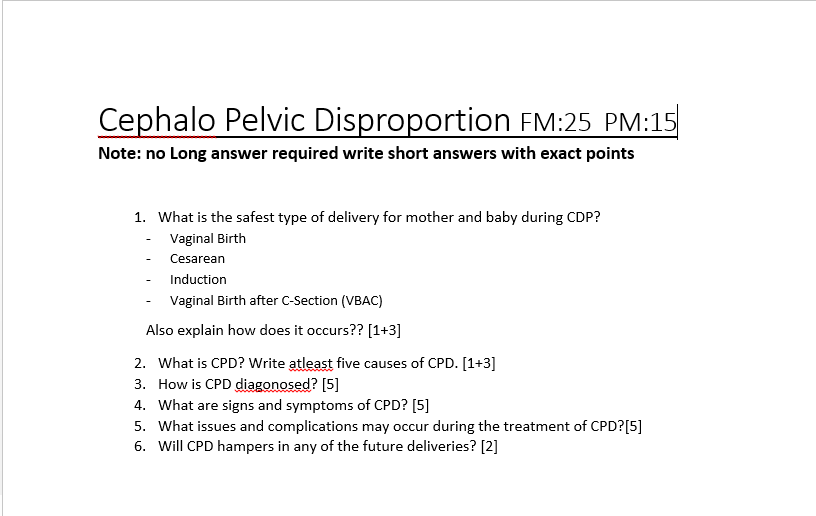 Cephalo Pelvic Disproportion FM:25 PM:15
Note: no Long answer required write short answers with exact points
1. What is the safest type of delivery for mother and baby during CDP?
- Vaginal Birth
- Cesarean
- Induction
- Vaginal Birth after C-Section (VBAC)
Also explain how does it occurs?? [1+3]
2. What is CPD? Write atleast five causes of CPD. [1+3]
3. How is CPD diagonosed? [5]
4. What are signs and symptoms of CPD? [5]
5. What issues and complications may occur during the treatment of CPD?[5]
6. Will CPD hampers in any of the future deliveries? [2]